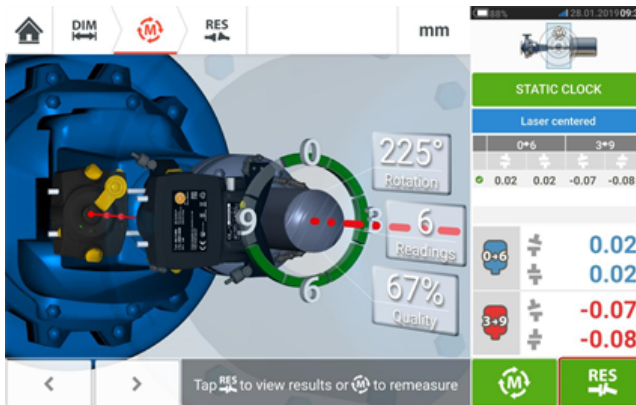 DIM
M
RES
mm
88%
28.01.2019 09:
STATIC CLOCK
Laser centered
0→6
3→9
0.02
0.02
-0.07
-0.08
0
9
3
6
225°
Rotation
6
Readings
67%
Quality
0→6
0.02
0.02
3→9
-0.07
-0.08
<
>
Tap RES to view results or M to remeasure
M
RES